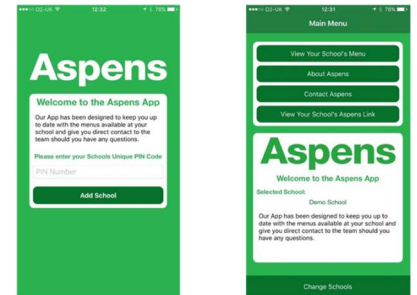 O2-UK 12:32 76%
Aspens
Welcome to the Aspens App
Our App has been designed to keep you up
to date with the menus available at your
school and give you direct contact to the
team should you have any questions.
Please enter your Schools Unique PIN Code
PIN Number
Add School
O2-UK 12:31 76%
Main Menu
View Your School's Menu
About Aspens
Contact Aspens
View Your School's Aspens Link
Aspens
Welcome to the Aspens App
Selected School:
Demo School
Our App has been designed to keep you up to
date with the menus available at your school and
give you direct contact to the team should you
have any questions.
Change Schools